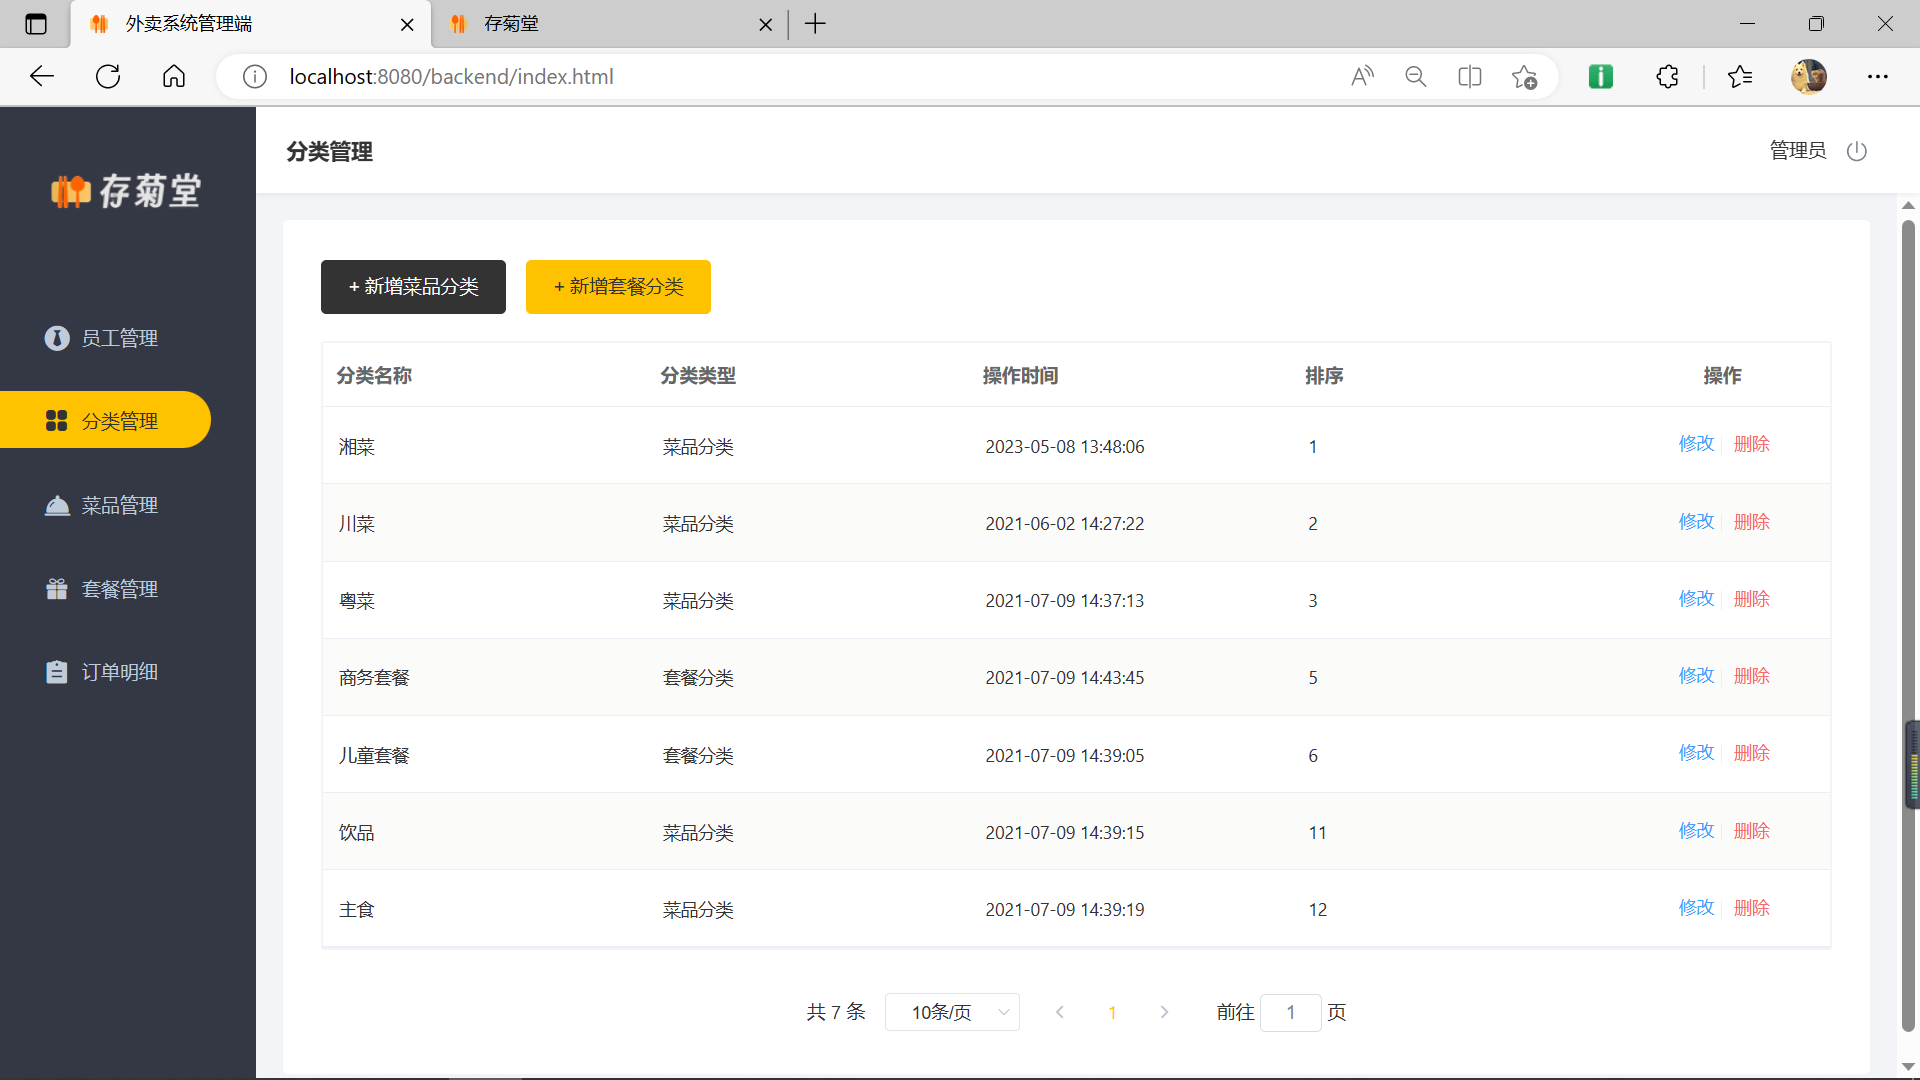 外卖系统管理端
存菊堂
localhost:8080/backend/index.html
存菊堂
分类管理
管理员
员工管理
分类管理
菜品管理
套餐管理
订单明细
+ 新增菜品分类
+ 新增套餐分类
分类名称 分类类型 操作时间 排序 操作
湘菜 菜品分类 2023-05-08 13:48:06 1 修改 删除
川菜 菜品分类 2021-06-02 14:27:22 2 修改 删除
粤菜 菜品分类 2021-07-09 14:37:13 3 修改 删除
商务套餐 套餐分类 2021-07-09 14:43:45 5 修改 删除
儿童套餐 套餐分类 2021-07-09 14:39:05 6 修改 删除
饮品 菜品分类 2021-07-09 14:39:15 11 修改 删除
主食 菜品分类 2021-07-09 14:39:19 12 修改 删除
共 7 条 10条/页 1 前往 1 页